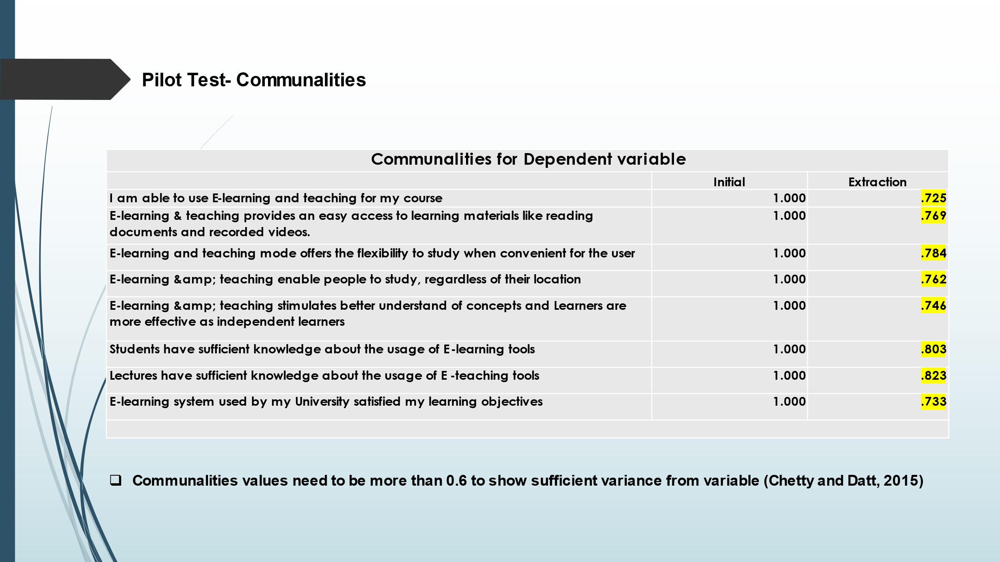 Pilot Test- Communalities
Communalities for Dependent variable
Initial Extraction
I am able to use E-learning and teaching for my course 1.000 .725
E-learning & teaching provides an easy access to learning materials like reading 1.000 .769
documents and recorded videos.
E-learning and teaching mode offers the flexibility to study when convenient for the user 1.000 .784
E-learning &amp; teaching enable people to study, regardless of their location 1.000 .762
E-learning &amp; teaching stimulates better understand of concepts and Learners are 1.000 .746
more effective as independent learners
Students have sufficient knowledge about the usage of E-learning tools 1.000 .803
Lectures have sufficient knowledge about the usage of E -teaching tools 1.000 .823
E-learning system used by my University satisfied my learning objectives 1.000 .733
❑ Communalities values need to be more than 0.6 to show sufficient variance from variable (Chetty and Datt, 2015)